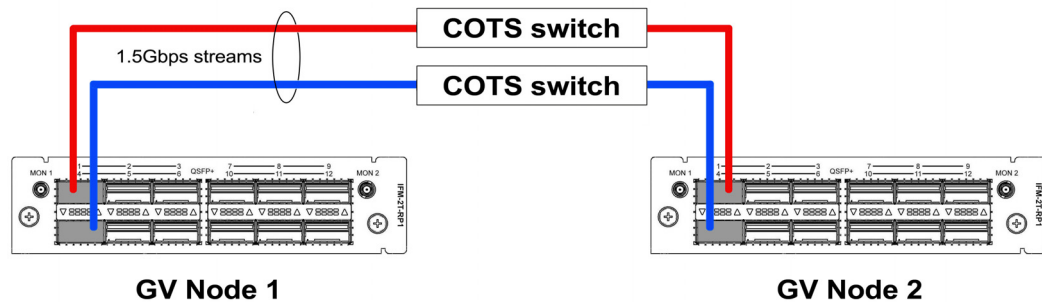 COTS switch
1.5Gbps streams
COTS switch
1 2 3 7 8 9
4 5 6 QSFP+ 10 11 12
MON 1 MON 2
IFM-2T-RP1
1 2 3 7 8 9
4 5 6 QSFP+ 10 11 12
MON 1 MON 2
IFM-2T-RP1
GV Node 1 GV Node 2